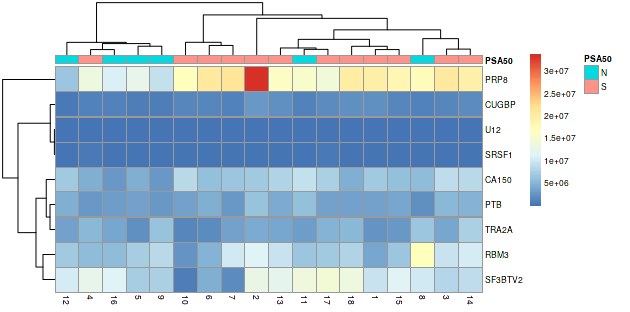 PSA50
PSA50
N
S
PRP8
CUGBP
U12
SRSF1
CA150
PTB
TRA2A
RBM3
SF3BTV2
3e+07
2.5e+07
2e+07
1.5e+07
1e+07
5e+06
12 4 16 5 9 10 6 7 2 13 11 17 18 1 15 8 3 14